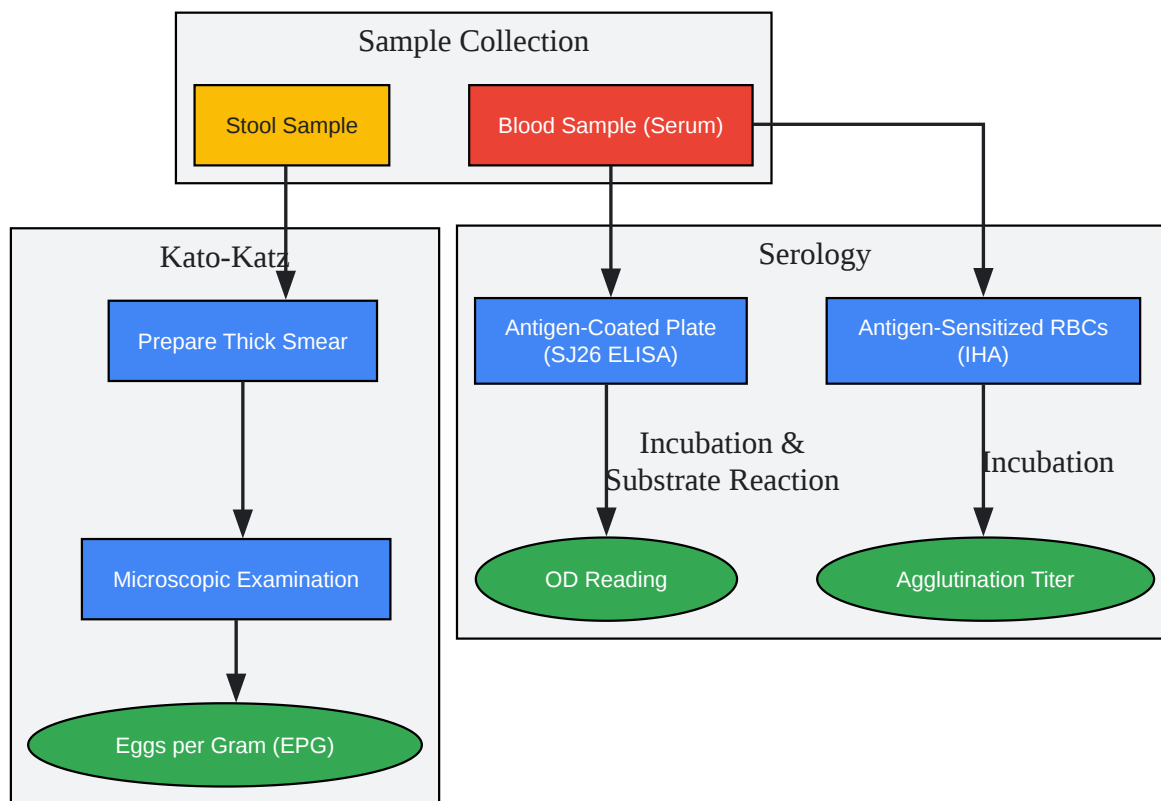 Sample Collection
Stool Sample
Blood Sample (Serum)
Kato-Katz
Prepare Thick Smear
Microscopic Examination
Eggs per Gram (EPG)
Serology
Antigen-Coated Plate
(SJ26 ELISA)
Antigen-Sensitized RBCs
(IHA)
Incubation &
Substrate Reaction
Incubation
OD Reading
Agglutination Titer